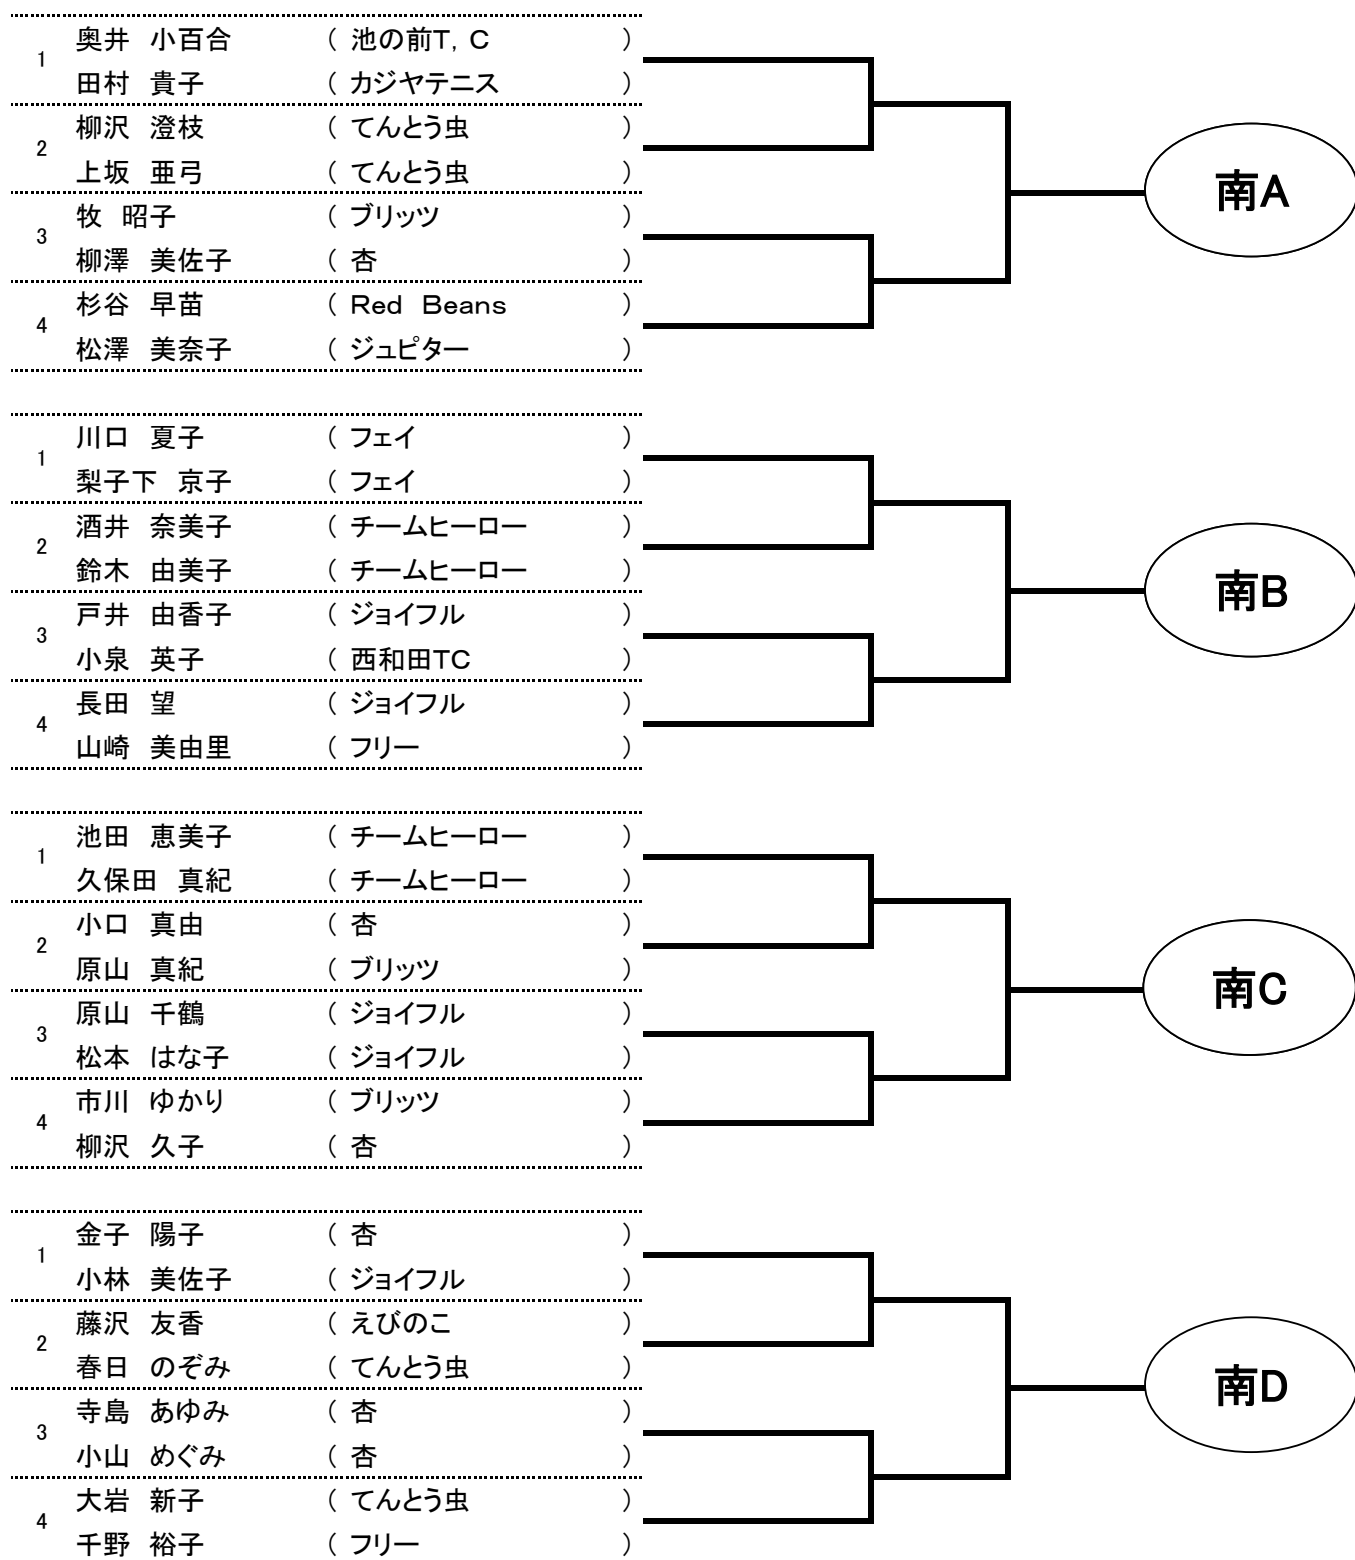 1
奥井　小百合 （ 池の前T，C ）
田村　貴子 （ カジヤテニス ）
2
柳沢　澄枝 （ てんとう虫 ）
上坂　亜弓 （ てんとう虫 ）
3
牧　昭子 （ ブリッツ ）
柳澤　美佐子 （ 杏 ）
4
杉谷　早苗 （ Red　Beans ）
松澤　美奈子 （ ジュピター ）
南A
1
川口　夏子 （ フェイ ）
梨子下　京子 （ フェイ ）
2
酒井　奈美子 （ チームヒーロー ）
鈴木　由美子 （ チームヒーロー ）
3
戸井　由香子 （ ジョイフル ）
小泉　英子 （ 西和田TC ）
4
長田　望 （ ジョイフル ）
山崎　美由里 （ フリー ）
南B
1
池田　恵美子 （ チームヒーロー ）
久保田　真紀 （ チームヒーロー ）
2
小口　真由 （ 杏 ）
原山　真紀 （ ブリッツ ）
3
原山　千鶴 （ ジョイフル ）
松本　はな子 （ ジョイフル ）
4
市川　ゆかり （ ブリッツ ）
柳沢　久子 （ 杏 ）
南C
1
金子　陽子 （ 杏 ）
小林　美佐子 （ ジョイフル ）
2
藤沢　友香 （ えびのこ ）
春日　のぞみ （ てんとう虫 ）
3
寺島　あゆみ （ 杏 ）
小山　めぐみ （ 杏 ）
4
大岩　新子 （ てんとう虫 ）
千野　裕子 （ フリー ）
南D